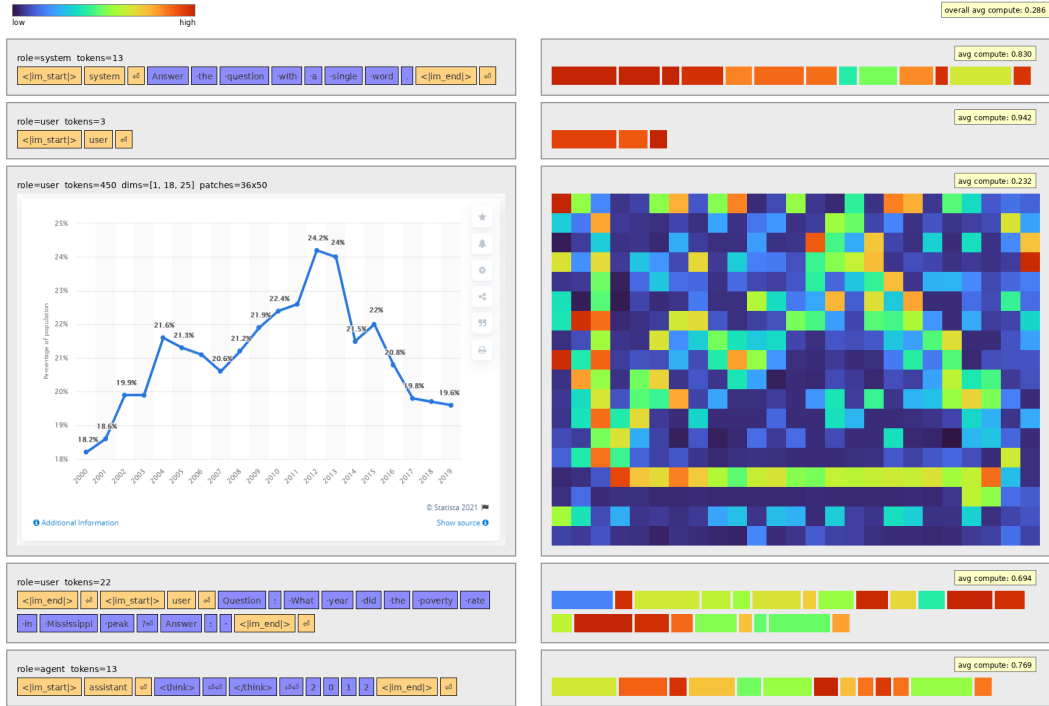 low high
overall avg compute: 0.286
role=system tokens=13
avg compute: 0.830
<|im_start|> system ⏎ Answer ·the ·question ·with ·a ·single ·word . <|im_end|> ⏎
role=user tokens=3
avg compute: 0.942
<|im_start|> user ⏎
role=user tokens=450 dims=[1, 18, 25] patches=36x50
avg compute: 0.232
25%
24.2%
24%
24%
23%
22.4%
21.9%
22%
22%
21.6%
21.3%
21.2%
21.5%
21%
20.6%
20.8%
20%
19.9%
19.8%
19.6%
19%
18.6%
18.2%
18%
Percentage of population
2000 2001 2002 2003 2004 2005 2006 2007 2008 2009 2010 2011 2012 2013 2014 2015 2016 2017 2018 2019
© Statista 2021
Additional Information
Show source
role=user tokens=22
avg compute: 0.694
<|im_end|> ⏎ <|im_start|> user ⏎ Question : ·What ·year ·did ·the ·poverty ·rate
·in ·Mississippi ·peak ?⏎ Answer : · <|im_end|> ⏎
role=agent tokens=13
avg compute: 0.769
<|im_start|> assistant ⏎ <think> ⏎⏎ </think> ⏎⏎ 2 0 1 2 <|im_end|> ⏎